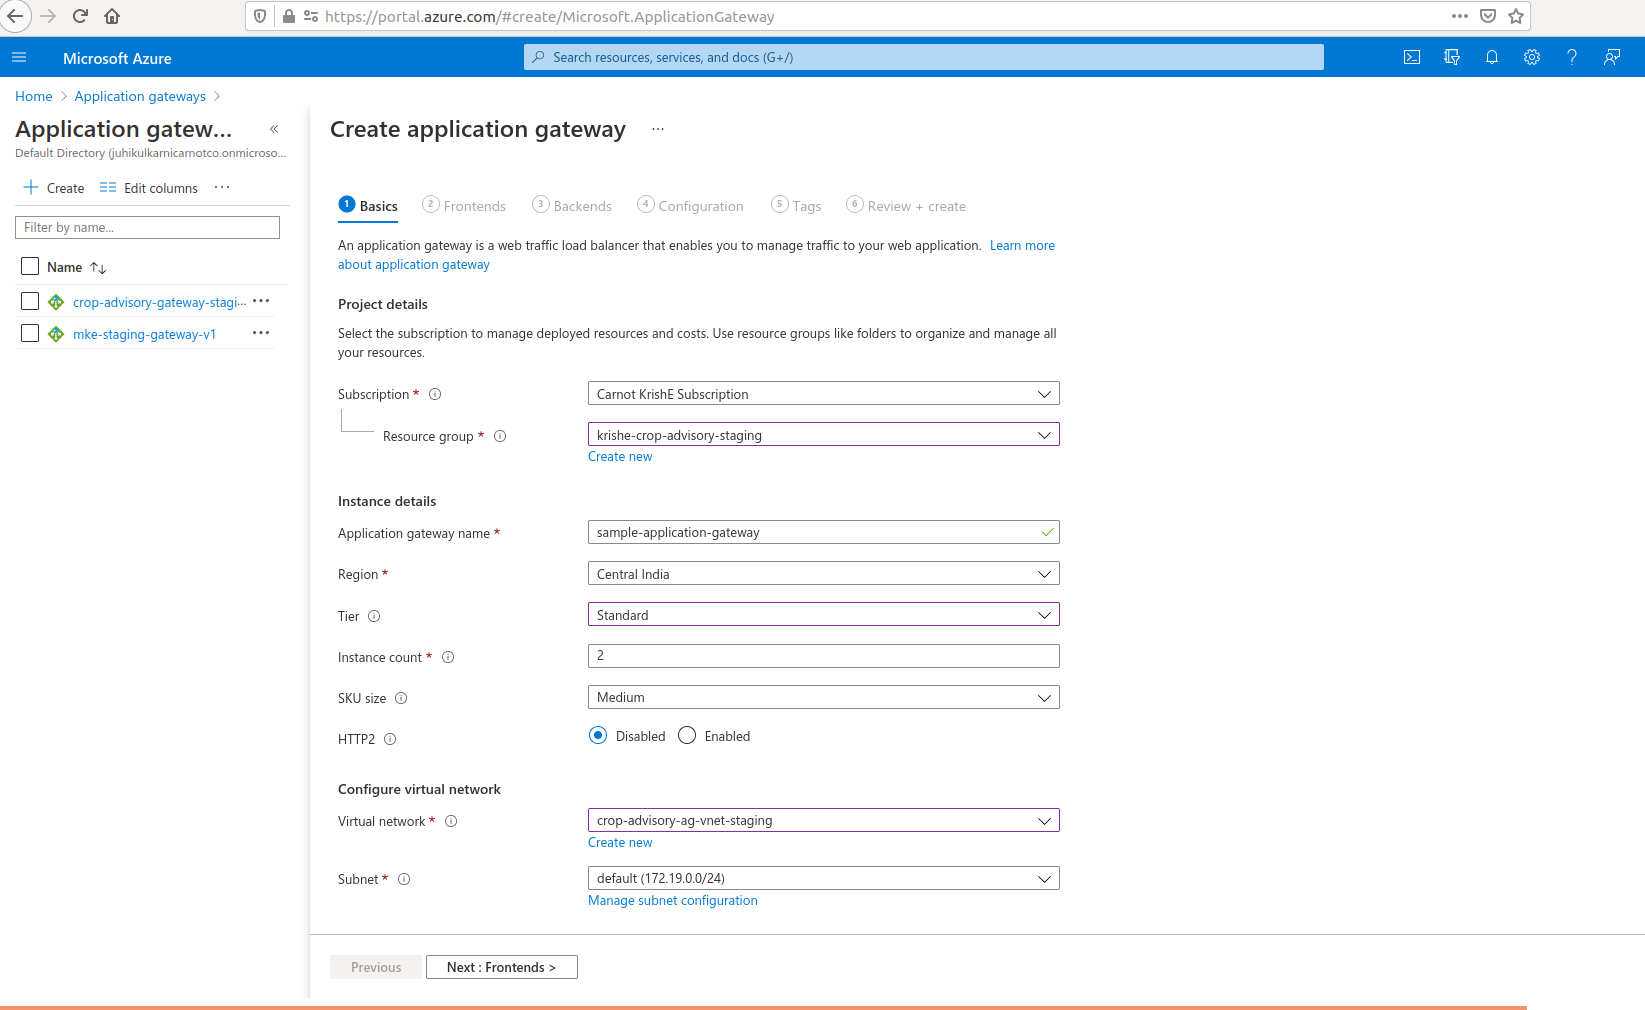 https://portal.azure.com/#create/Microsoft.ApplicationGateway
Microsoft Azure
Search resources, services, and docs (G+/)
Home > Application gateways >
Application gatew...
Default Directory (juhikulkarnicarnotco.onmicroso...
Create
Edit columns
Filter by name...
Name
crop-advisory-gateway-stagi...
mke-staging-gateway-v1
Create application gateway
1 Basics
2 Frontends
3 Backends
4 Configuration
5 Tags
6 Review + create
An application gateway is a web traffic load balancer that enables you to manage traffic to your web application. Learn more
about application gateway
Project details
Select the subscription to manage deployed resources and costs. Use resource groups like folders to organize and manage all
your resources.
Subscription *
Carnot KrishE Subscription
Resource group *
krishe-crop-advisory-staging
Create new
Instance details
Application gateway name *
sample-application-gateway
Region *
Central India
Tier
Standard
Instance count *
2
SKU size
Medium
HTTP2
Disabled
Enabled
Configure virtual network
Virtual network *
crop-advisory-ag-vnet-staging
Create new
Subnet *
default (172.19.0.0/24)
Manage subnet configuration
Previous
Next : Frontends >